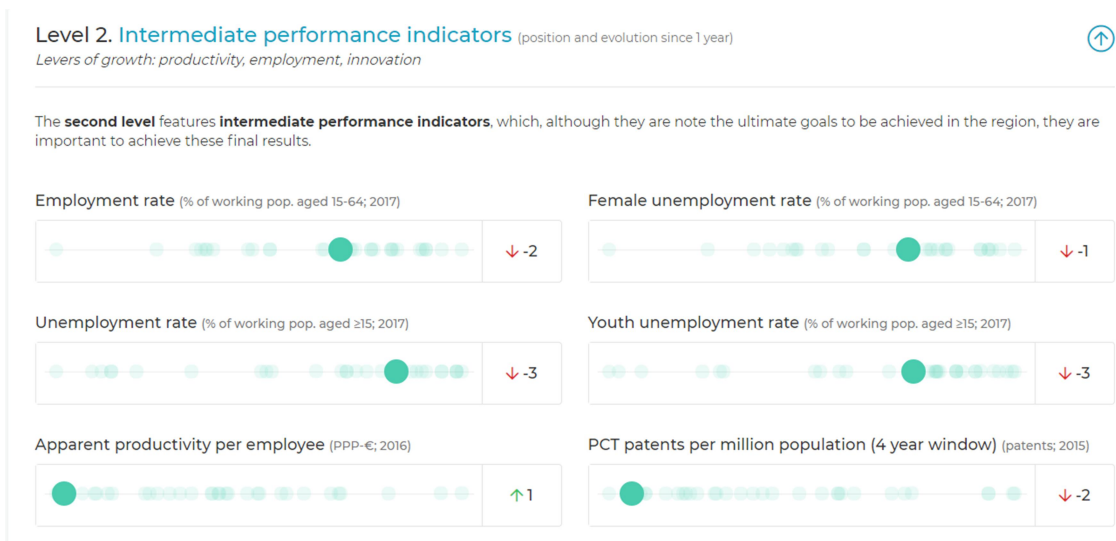 Level 2. Intermediate performance indicators (position and evolution since 1 year)
Levers of growth: productivity, employment, innovation
The second level features intermediate performance indicators, which, although they are note the ultimate goals to be achieved in the region, they are
important to achieve these final results.
Employment rate (% of working pop. aged 15-64; 2017)
↓ -2
Female unemployment rate (% of working pop. aged 15-64; 2017)
↓ -1
Unemployment rate (% of working pop. aged ≥15; 2017)
↓ -3
Youth unemployment rate (% of working pop. aged ≥15; 2017)
↓ -3
Apparent productivity per employee (PPP-€; 2016)
↑ 1
PCT patents per million population (4 year window) (patents; 2015)
↓ -2